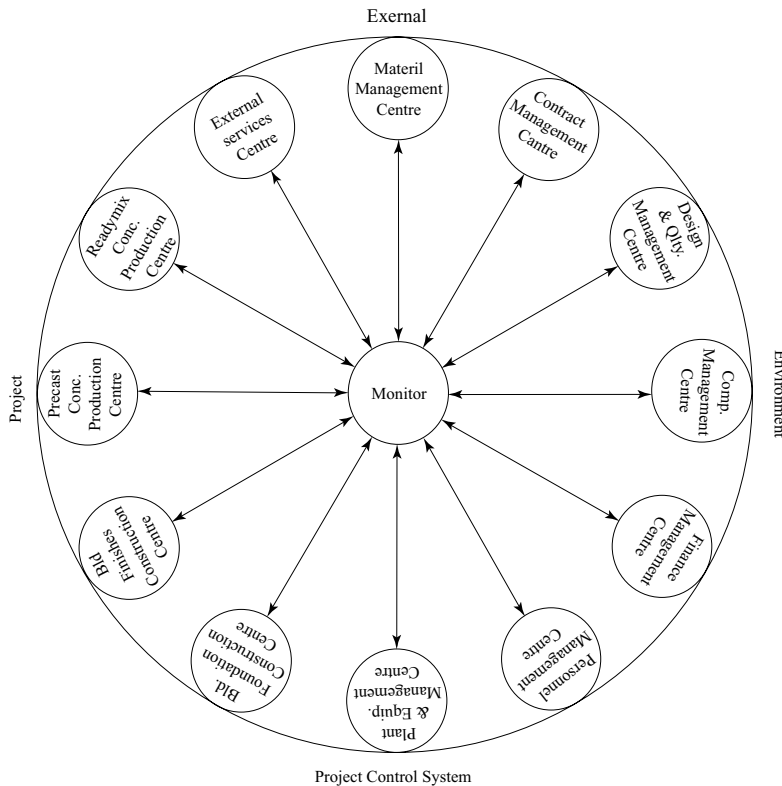 Exernal
Materil
Management
Centre
Contract
Management
Cantre
Design
& Qlty.
Management
Centre
Comp.
Management
Centre
Finance
Management
Centre
Personnel
Management
Centre
Plant
& Equip.
Management
Centre
Bld.
Foundation
Construction
Centre
Bld
Finishes
Construction
Centre
Precast
Conc.
Production
Centre
Readymix
Conc.
Production
Centre
External
services
Centre
Monitor
Project
Environment
Project Control System